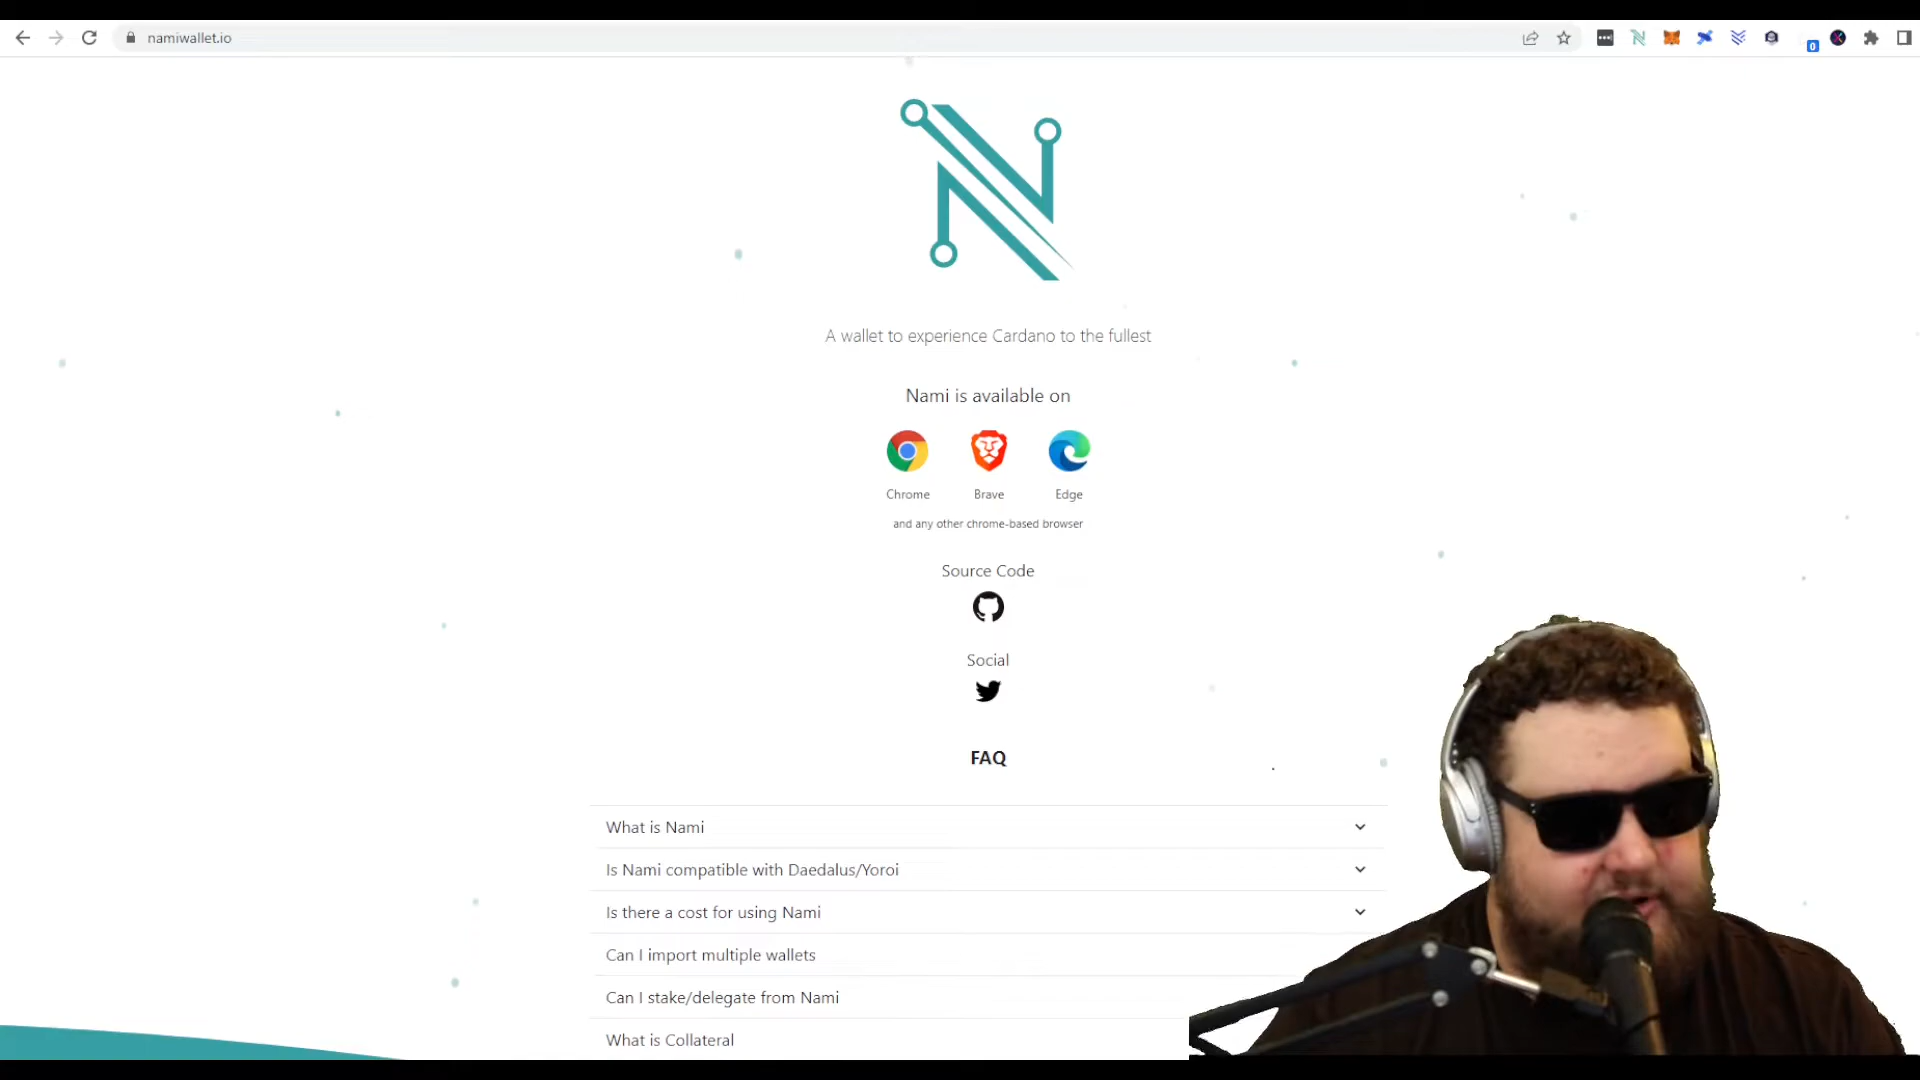 namiwallet.io
0
A wallet to experience Cardano to the fullest
Nami is available on
Chrome Brave Edge
and any other chrome-based browser
Source Code
Social
FAQ
What is Nami
Is Nami compatible with Daedalus/Yoroi
Is there a cost for using Nami
Can I import multiple wallets
Can I stake/delegate from Nami
What is Collateral